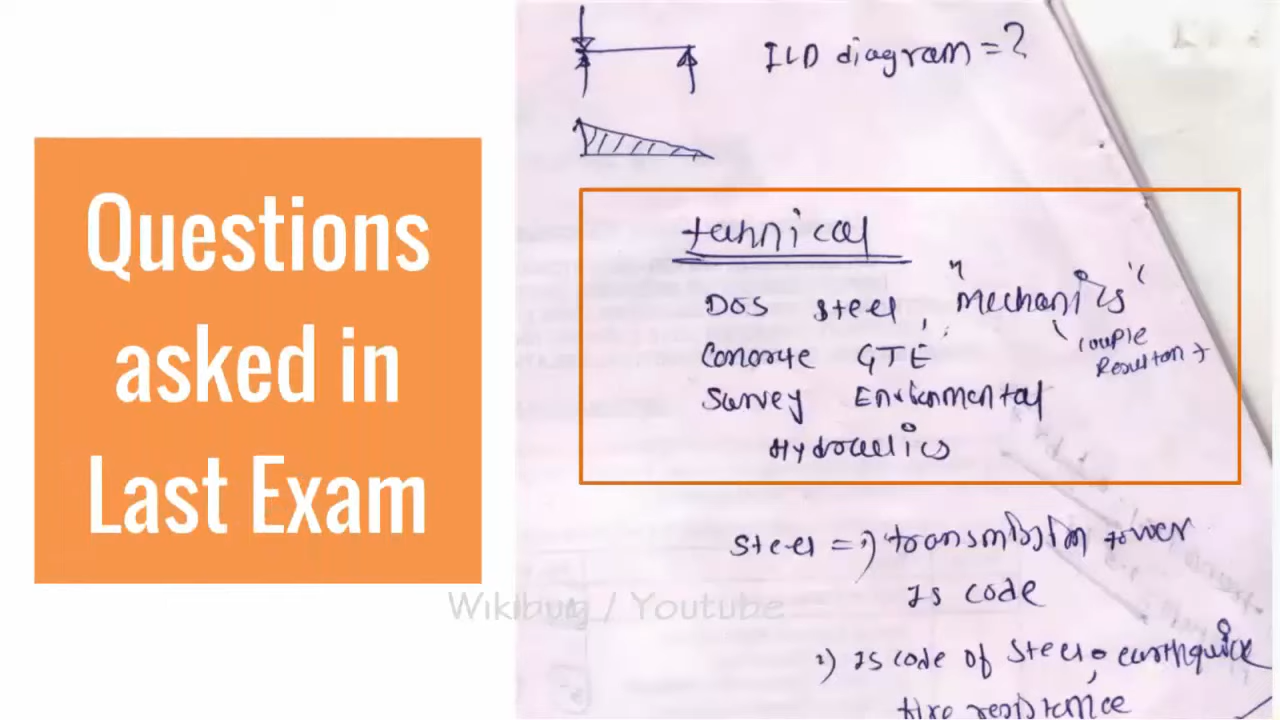 Questions
asked in
Last Exam
ILD diagram = ?
technical
DOS steel, "Mechanics"
couple
Resultant
Concrete GTE
Survey Environmental
Hydraulics
Steel = 1) transmission tower
Is code
2) Is code of steel earthquick
fire resistance
Wikibug / Youtube